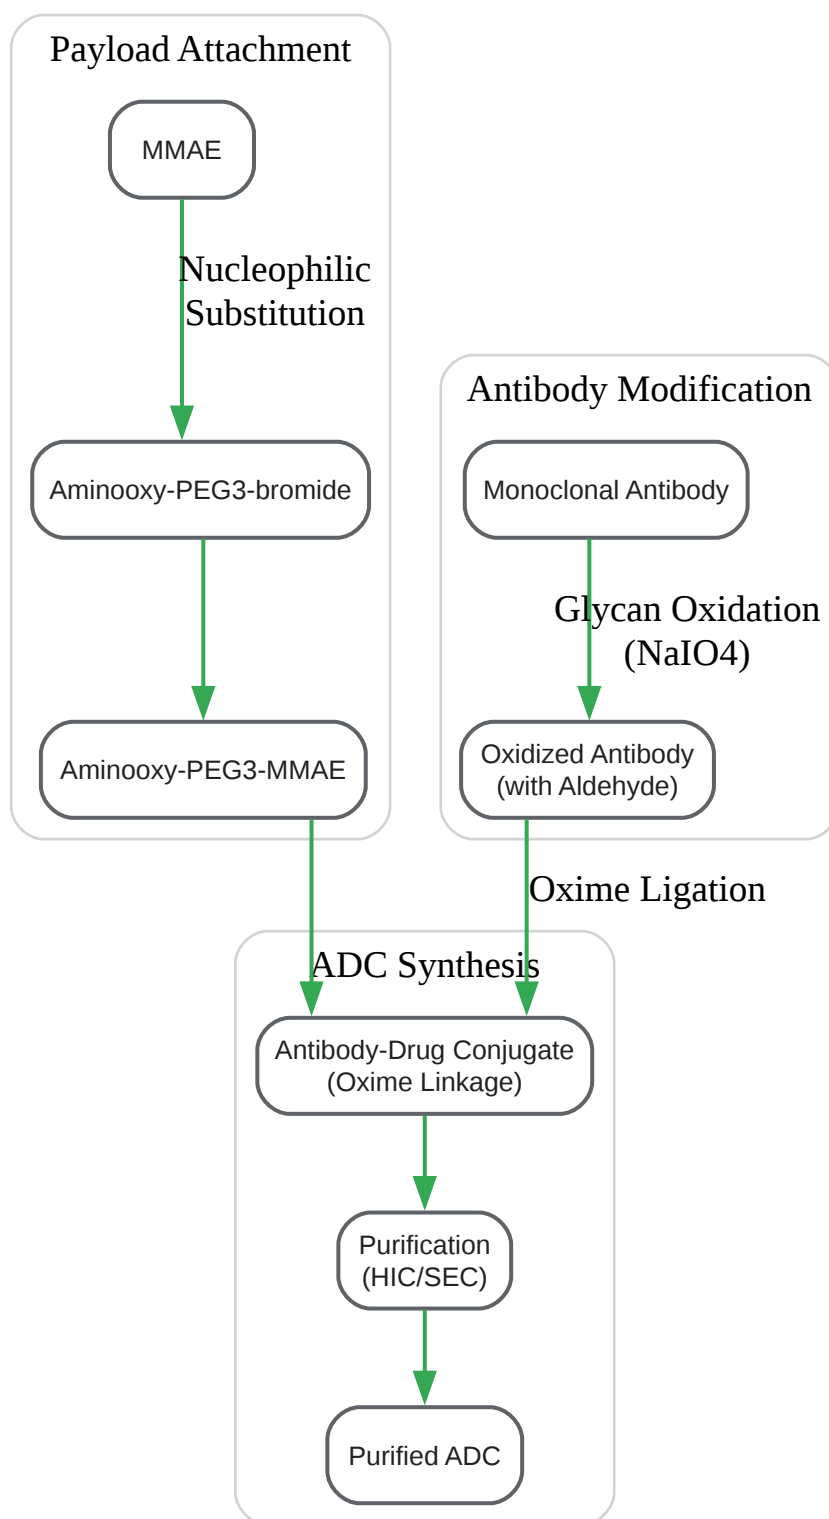 Payload Attachment
MMAE
Nucleophilic
Substitution
Aminooxy-PEG3-bromide
Aminooxy-PEG3-MMAE
Antibody Modification
Monoclonal Antibody
Glycan Oxidation
(NaIO4)
Oxidized Antibody
(with Aldehyde)
Oxime Ligation
ADC Synthesis
Antibody-Drug Conjugate
(Oxime Linkage)
Purification
(HIC/SEC)
Purified ADC